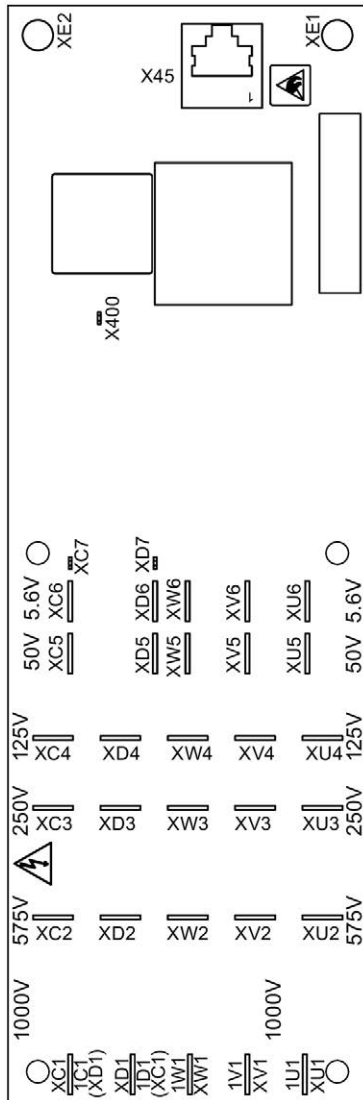 XE2
XE1
X45
1
X400
XC7
XD7
5.6V
XC6
XD6
XW6
XV6
XU6
5.6V
50V
XC5
XD5
XW5
XV5
XU5
50V
125V
XC4
XD4
XW4
XV4
XU4
125V
250V
XC3
XD3
XW3
XV3
XU3
250V
575V
XC2
XD2
XW2
XV2
XU2
575V
1000V
1000V
XC1
1C1
(XD1)
XD1
1D1
(XC1)
1W1
XW1
1V1
XV1
1U1
XU1